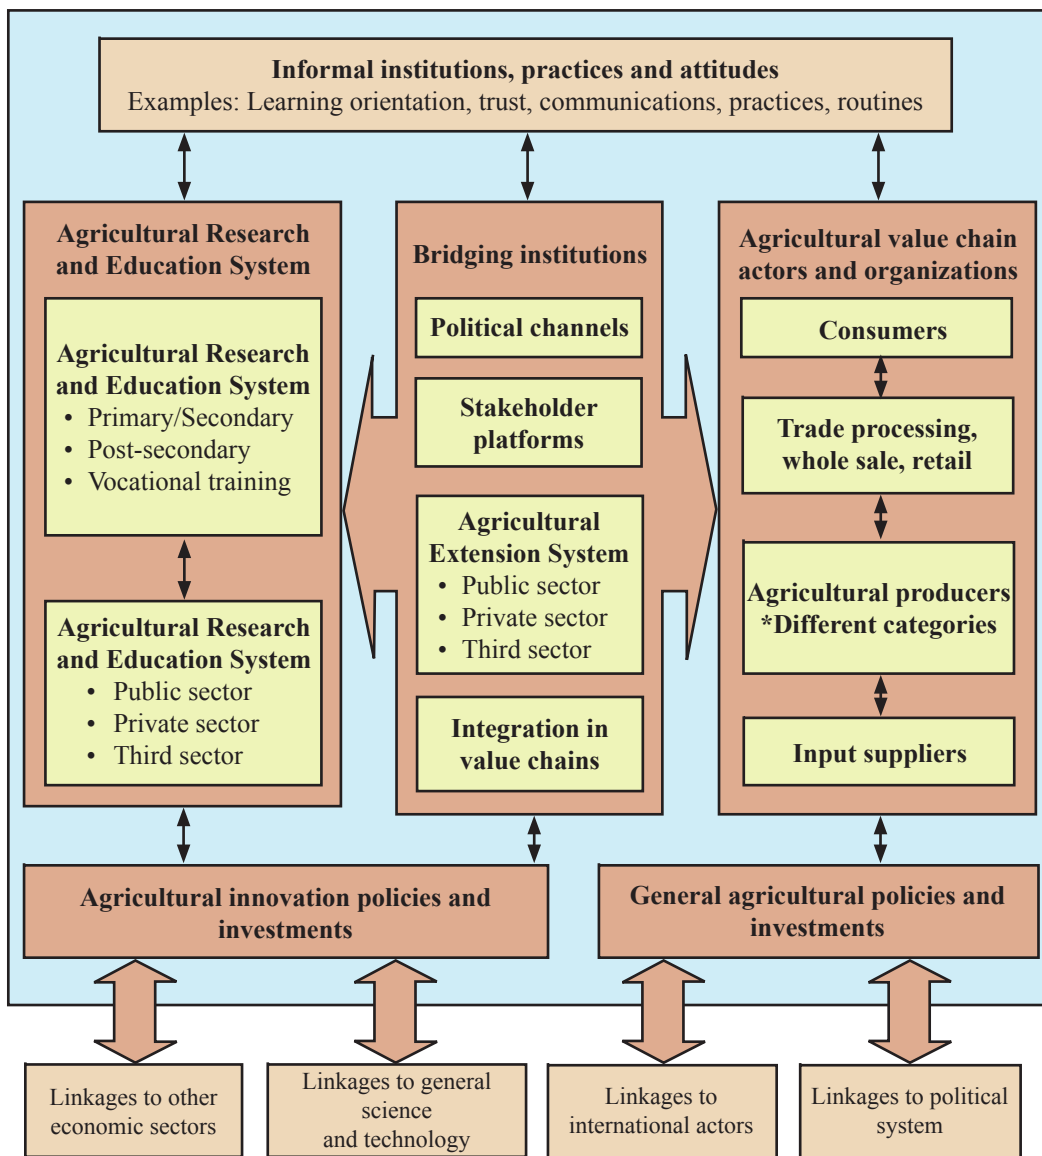 Informal institutions, practices and attitudes
Examples: Learning orientation, trust, communications, practices, routines
Agricultural Research
and Education System
Agricultural Research
and Education System
• Primary/Secondary
• Post-secondary
• Vocational training
Agricultural Research
and Education System
• Public sector
• Private sector
• Third sector
Bridging institutions
Political channels
Stakeholder
platforms
Agricultural
Extension System
• Public sector
• Private sector
• Third sector
Integration in
value chains
Agricultural value chain
actors and organizations
Consumers
Trade processing,
whole sale, retail
Agricultural producers
*Different categories
Input suppliers
Agricultural innovation policies and
investments
General agricultural policies and
investments
Linkages to other
economic sectors
Linkages to general
science
and technology
Linkages to
international actors
Linkages to political
system